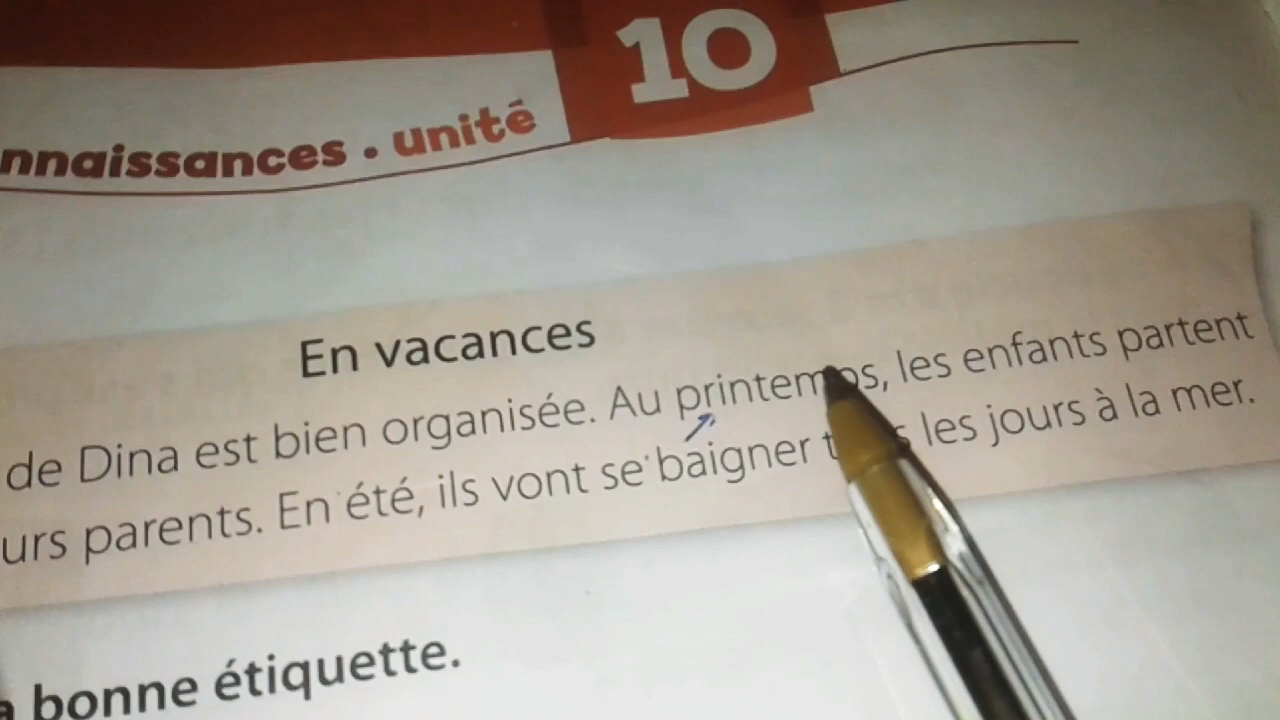 10
nnaissances • unité
En vacances
de Dina est bien organisée. Au printemps, les enfants partent
urs parents. En été, ils vont se baigner les jours à la mer.
bonne étiquette.